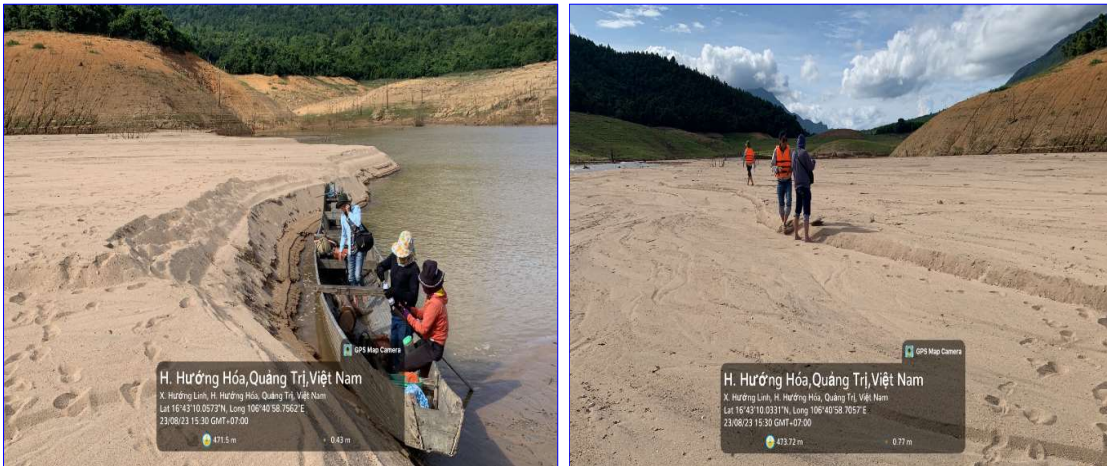 GPS Map Camera
H. Hướng Hóa,Quảng Trị,Việt Nam
X. Hướng Linh, H. Hướng Hóa, Quảng Trị, Việt Nam
Lat 16°43'10.0573"N, Long 106°40'58.7562"E
23/08/23 15:30 GMT+07:00
471.5 m
0.43 m
GPS Map Camera
H. Hướng Hóa,Quảng Trị,Việt Nam
X. Hướng Linh, H. Hướng Hóa, Quảng Trị, Việt Nam
Lat 16°43'10.0331"N, Long 106°40'58.7057"E
23/08/23 15:30 GMT+07:00
473.72 m
0.77 m